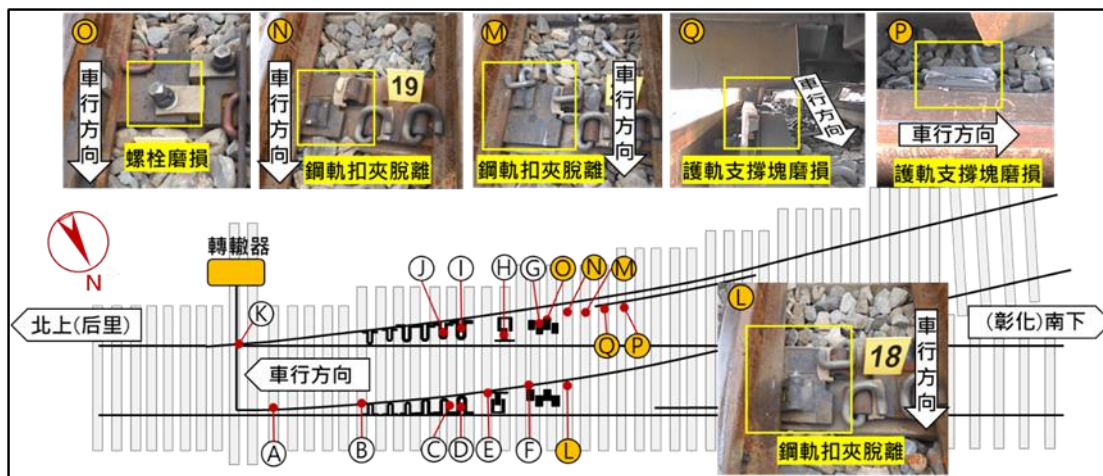 O
車行方向
螺栓磨損
N
車行方向
19
鋼軌扣夾脫離
M
車行方向
鋼軌扣夾脫離
Q
車行方向
護軌支撐塊磨損
P
車行方向
護軌支撐塊磨損
N
轉轍器
J
I
H
G
O
N
M
K
北上(后里)
(彰化)南下
車行方向
Q
P
A
B
C
D
E
F
L
L
18
車行方向
鋼軌扣夾脫離